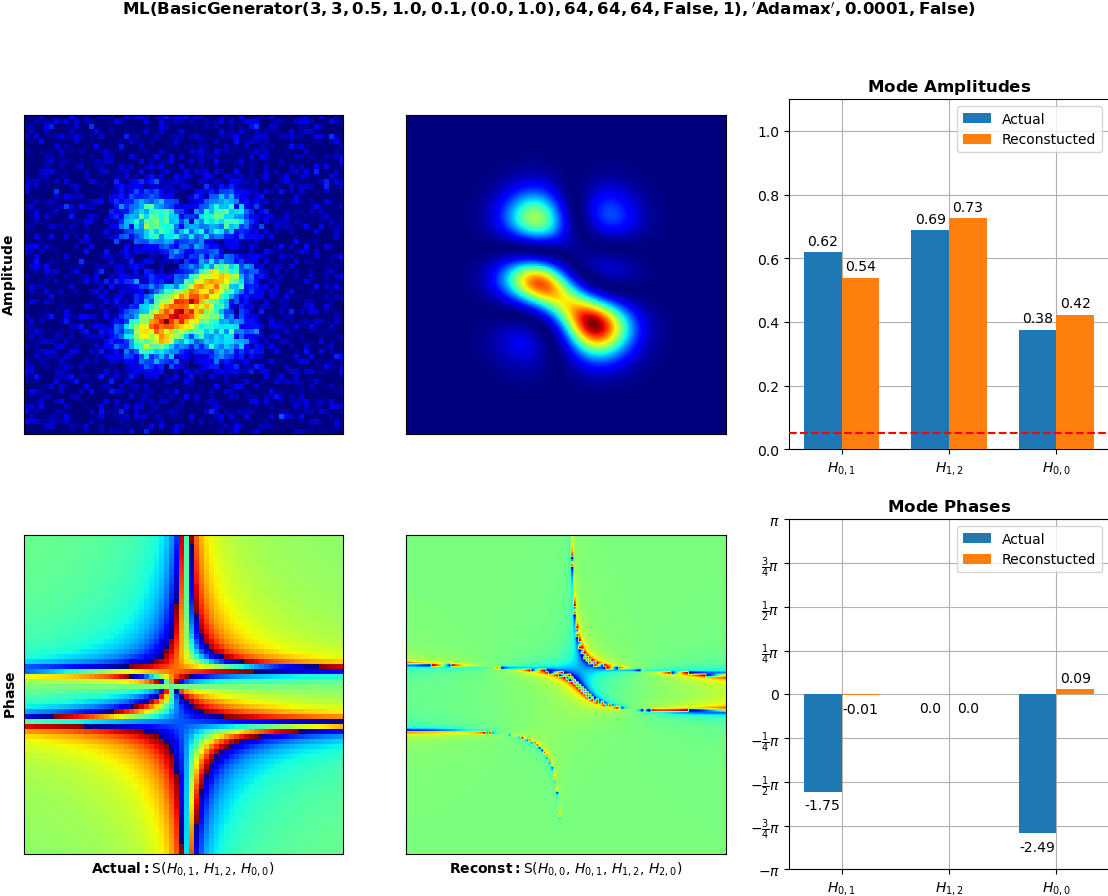 ML(BasicGenerator(3, 3, 0.5, 1.0, 0.1, (0.0, 1.0), 64, 64, 64, False, 1), ′Adamax′, 0.0001, False)
Mode Amplitudes
Actual
Reconstucted
1.0
0.8
0.6
0.4
0.2
0.0
0.62
0.54
0.69
0.73
0.38
0.42
H0,1
H1,2
H0,0
Amplitude
Mode Phases
Actual
Reconstucted
π
3/4π
1/2π
1/4π
0
−1/4π
−1/2π
−3/4π
−π
-1.75
-0.01
0.0
0.0
-2.49
0.09
H0,1
H1,2
H0,0
Phase
Actual: S(H0,1, H1,2, H0,0)
Reconst: S(H0,0, H0,1, H1,2, H2,0)